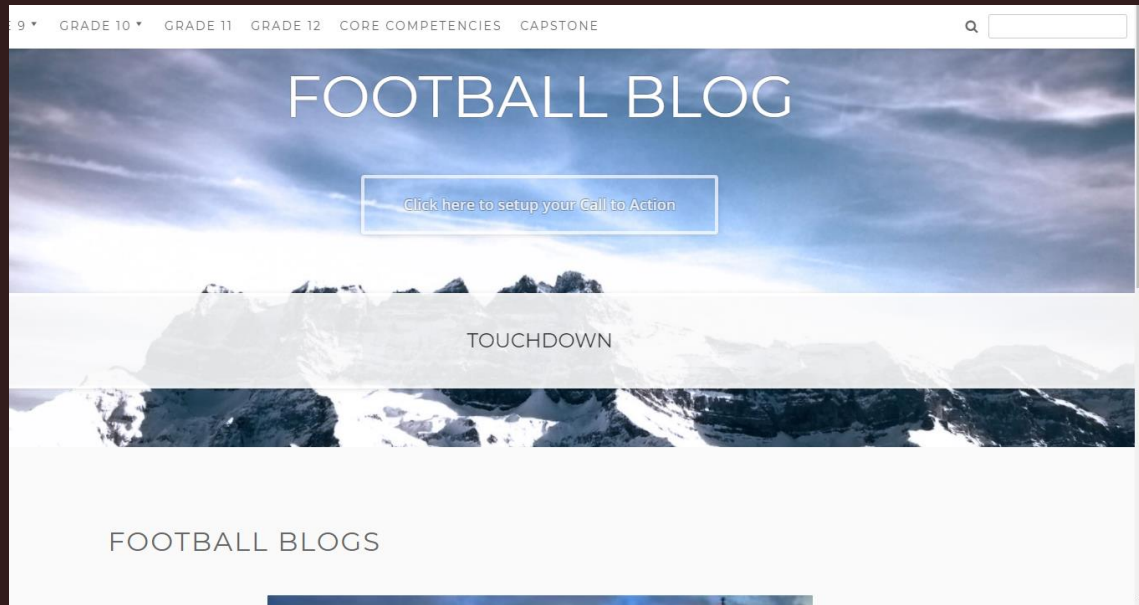 9 GRADE 10 GRADE 11 GRADE 12 CORE COMPETENCIES CAPSTONE
FOOTBALL BLOG
Click here to setup your Call to Action
TOUCHDOWN
FOOTBALL BLOGS